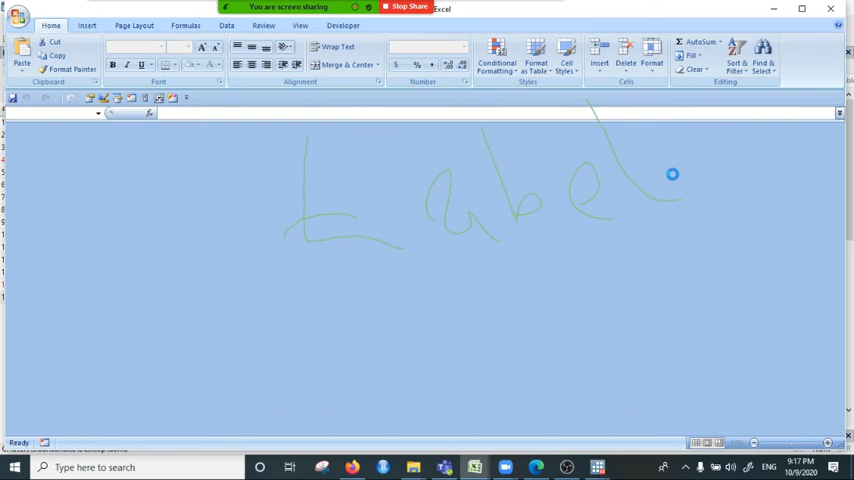 You are screen sharing Stop Share
Excel
Home Insert Page Layout Formulas Data Review View Developer
Paste Cut Copy Format Painter
B I U
Wrap Text Merge & Center
$ % ,
Conditional Formatting Format as Table Cell Styles
Insert Delete Format
Σ AutoSum Fill Clear
Sort & Filter Find & Select
Clipboard Font Alignment Number Styles Cells Editing
fx
Label
Ready
Type here to search
ENG
9:17 PM
10/9/2020